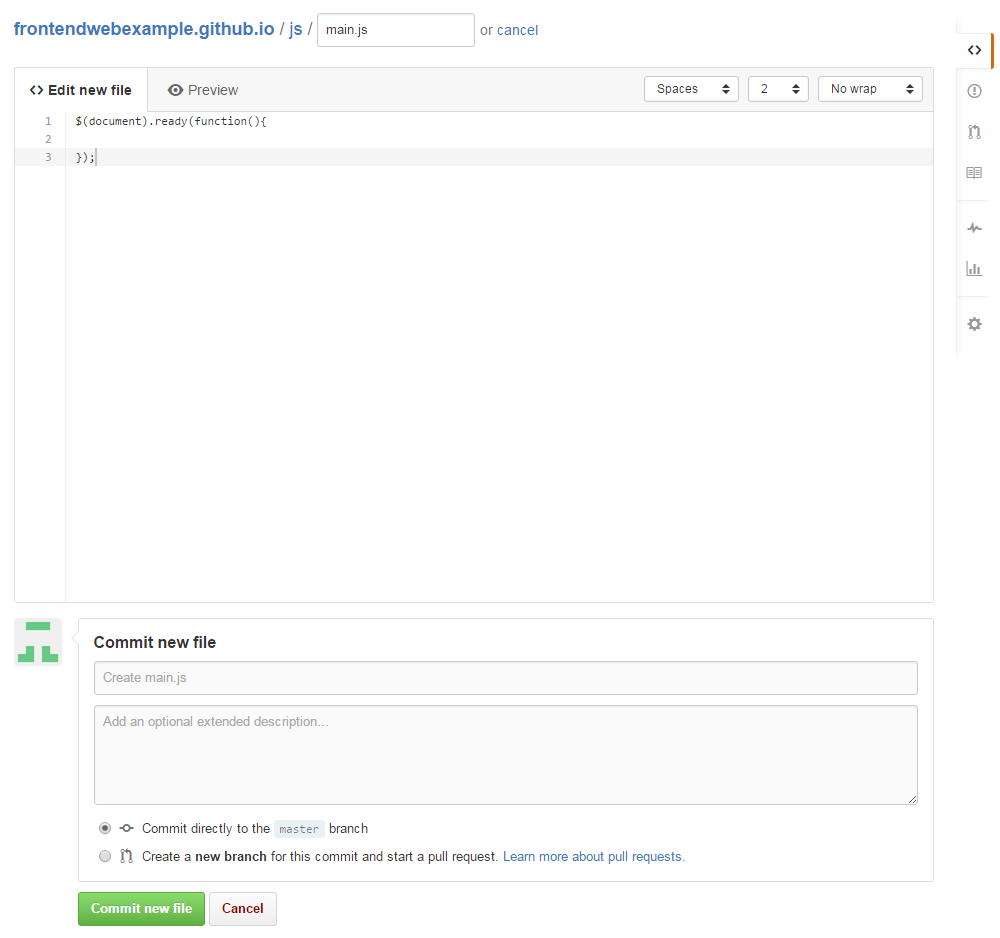 frontendwebexample.github.io / js / main.js or cancel
Edit new file Preview Spaces 2 No wrap
1 $(document).ready(function(){
2
3 });
Commit new file
Create main.js
Add an optional extended description…
Commit directly to the master branch
Create a new branch for this commit and start a pull request. Learn more about pull requests.
Commit new file Cancel